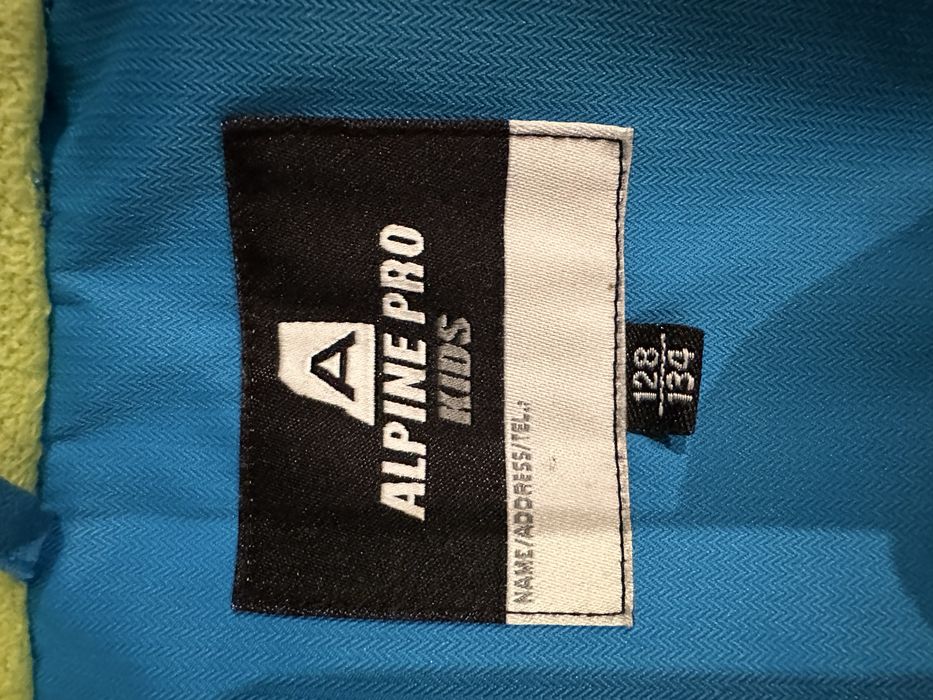 A
ALPINE PRO
KIDS
NAME/ADDRESS/TEL.:
128
134